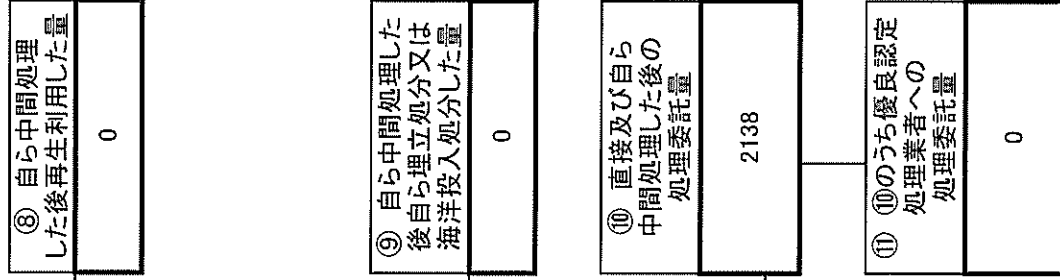 ⑧ 自ら中間処理
した後再生利用した量
0
⑨ 自ら中間処理した
後自ら埋立処分又は
海洋投入処分した量
0
⑩ 直接及び自ら
中間処理した後の
処理委託量
2138
⑪ ⑩のうち優良認定
処理業者への
処理委託量
0